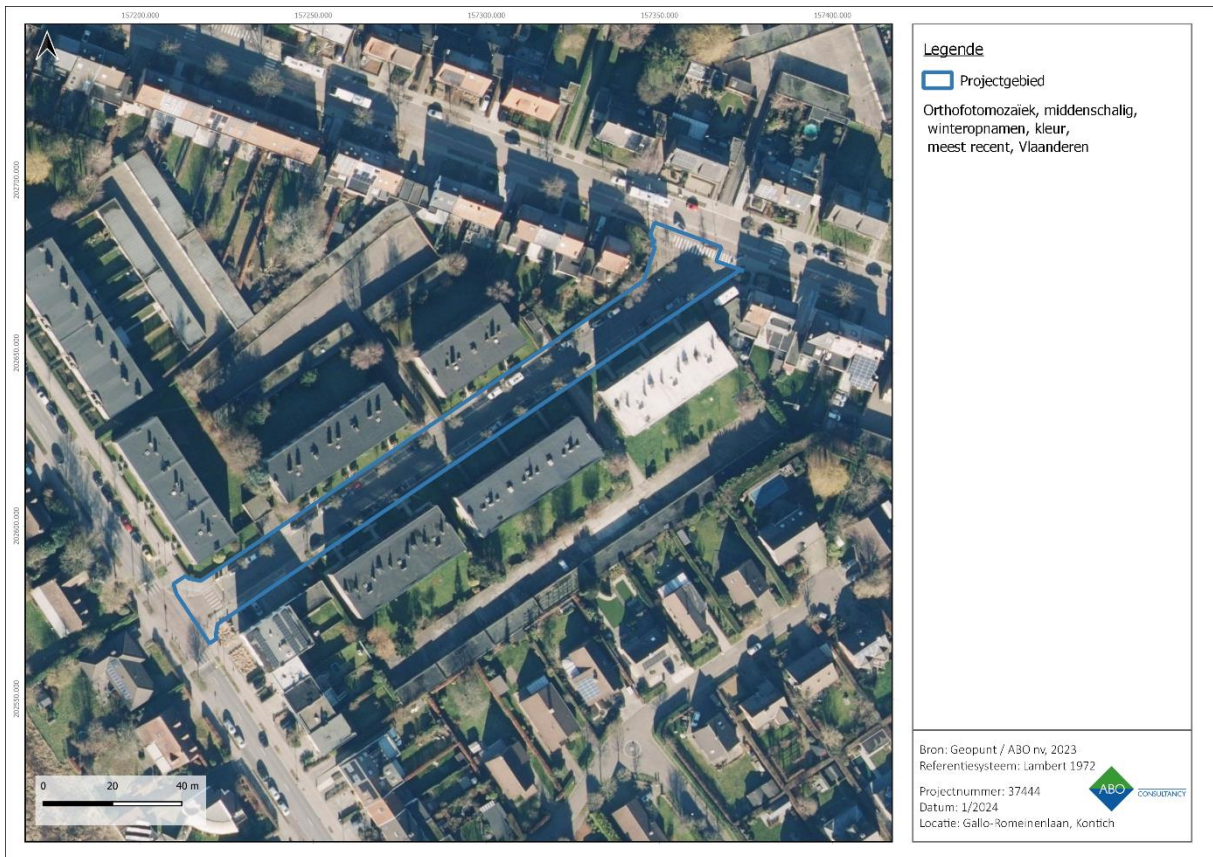 157200.000 157250.000 157300.000 157350.000 157400.000
202700.000
202650.000
202600.000
202550.000
0 20 40 m
Legende
Projectgebied
Orthofotomozaïek, middenschalig,
winteropnamen, kleur,
meest recent, Vlaanderen
Bron: Geopunt / ABO nv, 2023
Referentiesysteem: Lambert 1972
Projectnummer: 37444
Datum: 1/2024
Locatie: Gallo-Romeinenlaan, Kontich
ABO CONSULTANCY